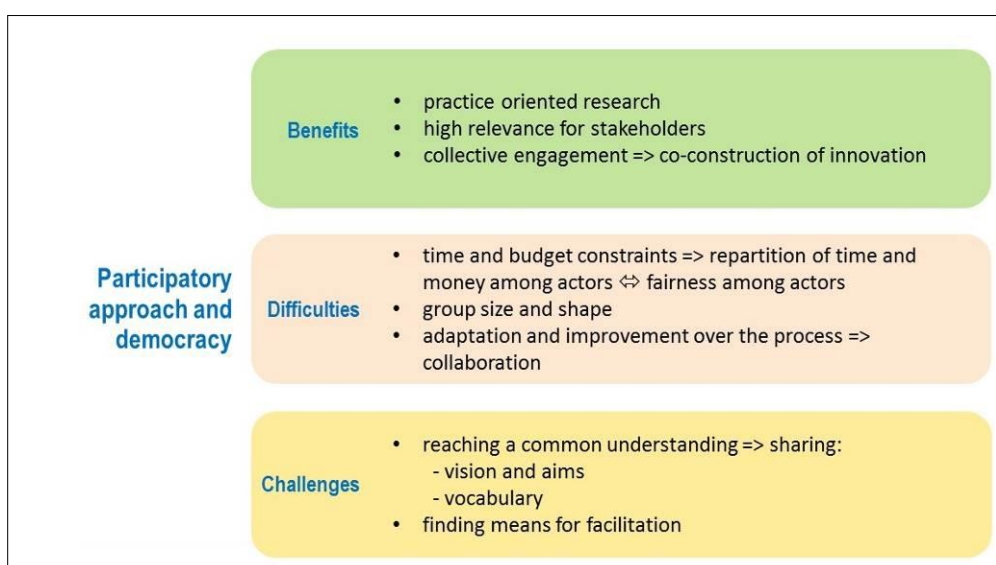 Participatory
approach and
democracy
Benefits
• practice oriented research
• high relevance for stakeholders
• collective engagement => co-construction of innovation
Difficulties
• time and budget constraints => repartition of time and
money among actors ⇔ fairness among actors
• group size and shape
• adaptation and improvement over the process =>
collaboration
Challenges
• reaching a common understanding => sharing:
- vision and aims
- vocabulary
• finding means for facilitation